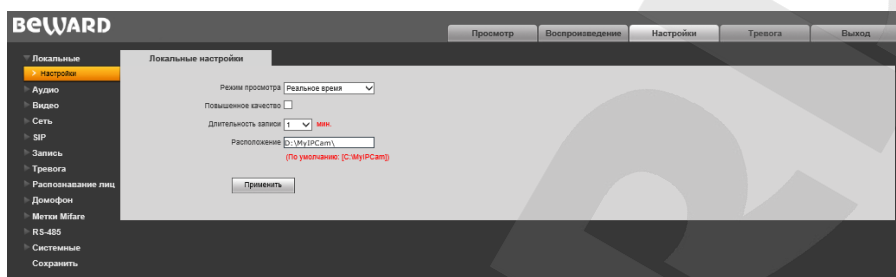 BEWARD
Просмотр Воспроизведение Настройки Тревога Выход
Локальные
Настройки
Аудио
Видео
Сеть
SIP
Запись
Тревога
Распознавание лиц
Домофон
Метки Mifare
RS-485
Системные
Сохранить
Локальные настройки
Режим просмотра Реальное время
Повышенное качество
Длительность записи 1 мин.
Расположение D:\MyIPCam\
(По умолчанию: [C:\MyIPCam])
Применить